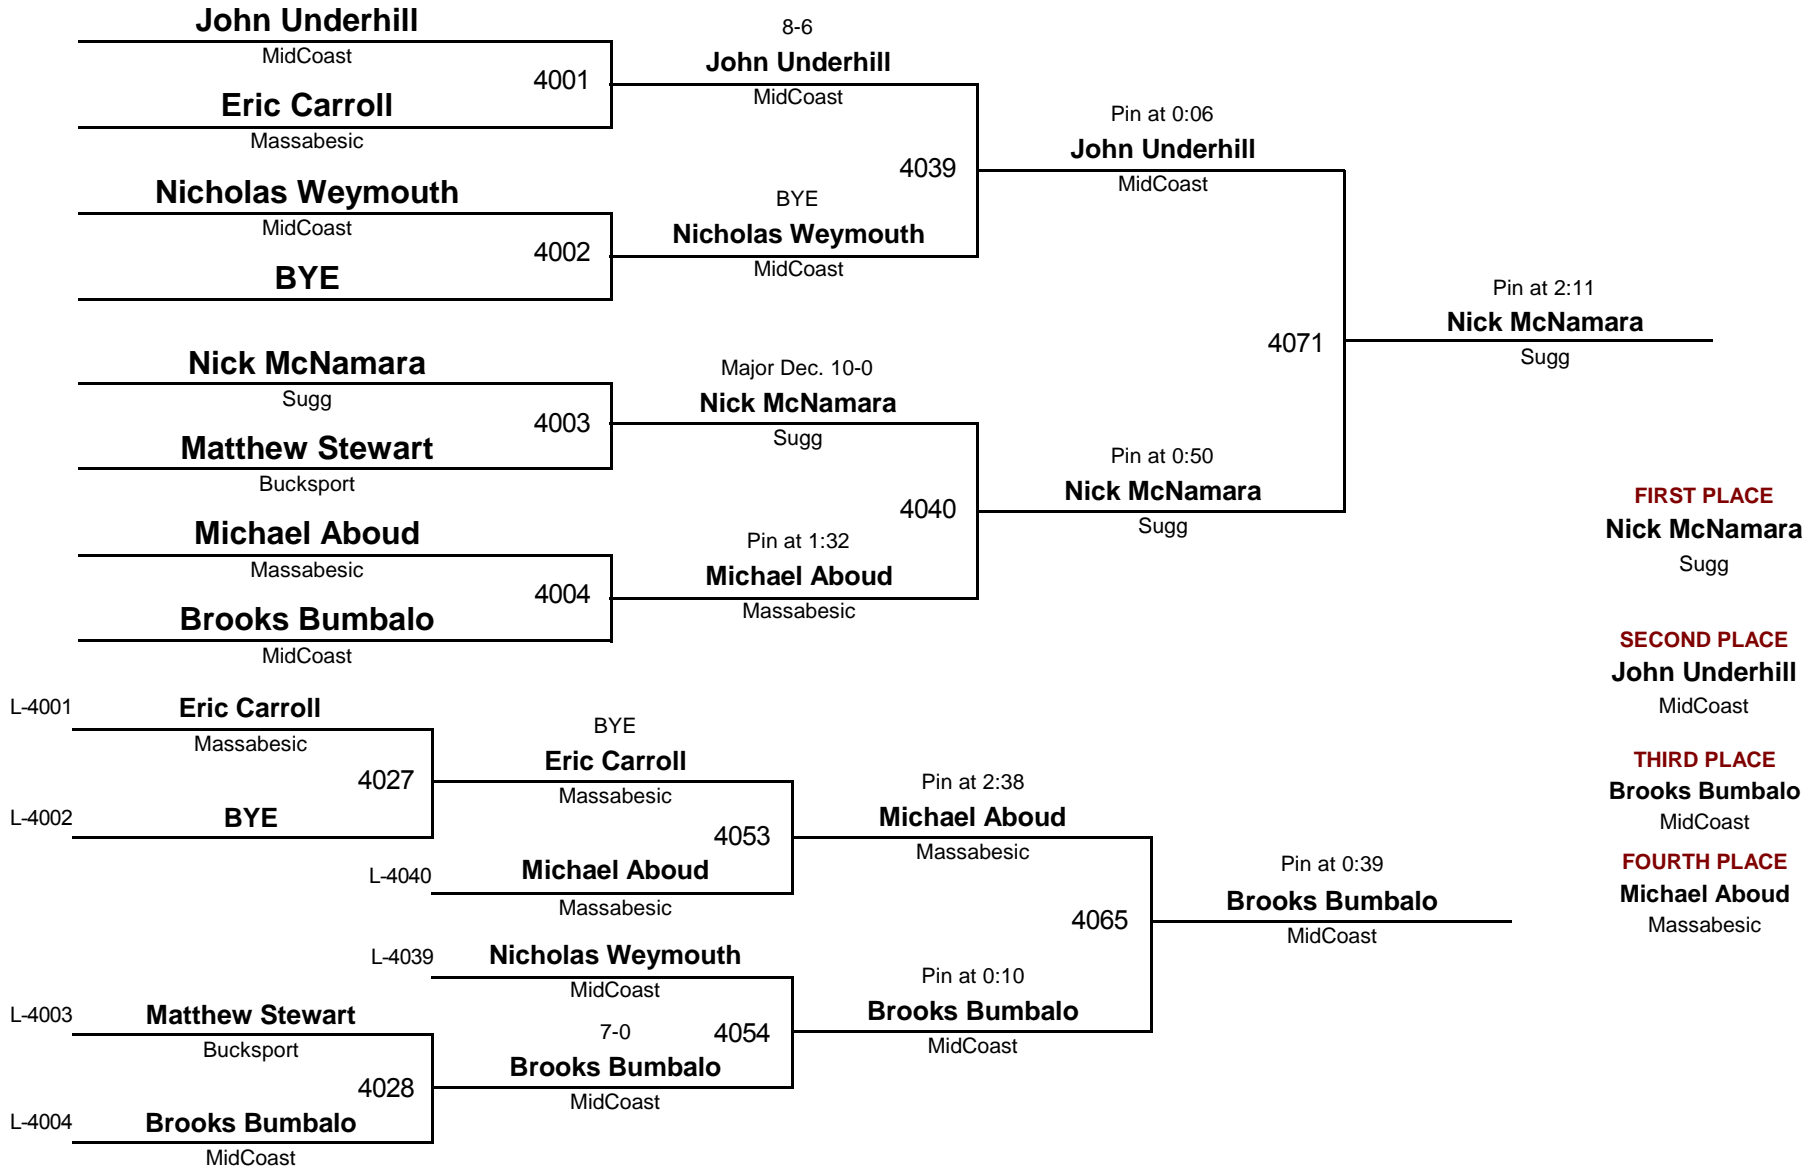 John Underhill
MidCoast
4001
Eric Carroll
Massabesic
Nicholas Weymouth
MidCoast
4002
BYE
Nick McNamara
Sugg
4003
Matthew Stewart
Bucksport
Michael Aboud
Massabesic
4004
Brooks Bumbalo
MidCoast
8-6
John Underhill
MidCoast
4039
BYE
Nicholas Weymouth
MidCoast
Major Dec. 10-0
Nick McNamara
Sugg
4040
Pin at 1:32
Michael Aboud
Massabesic
Pin at 0:06
John Underhill
MidCoast
4071
Pin at 0:50
Nick McNamara
Sugg
Pin at 2:11
Nick McNamara
Sugg
L-4001
Eric Carroll
Massabesic
4027
L-4002
BYE
BYE
Eric Carroll
Massabesic
4053
L-4040
Michael Aboud
Massabesic
L-4039
Nicholas Weymouth
MidCoast
4054
L-4003
Matthew Stewart
Bucksport
4028
L-4004
Brooks Bumbalo
MidCoast
7-0
Brooks Bumbalo
MidCoast
Pin at 2:38
Michael Aboud
Massabesic
4065
Pin at 0:10
Brooks Bumbalo
MidCoast
Pin at 0:39
Brooks Bumbalo
MidCoast
FIRST PLACE
Nick McNamara
Sugg
SECOND PLACE
John Underhill
MidCoast
THIRD PLACE
Brooks Bumbalo
MidCoast
FOURTH PLACE
Michael Aboud
Massabesic